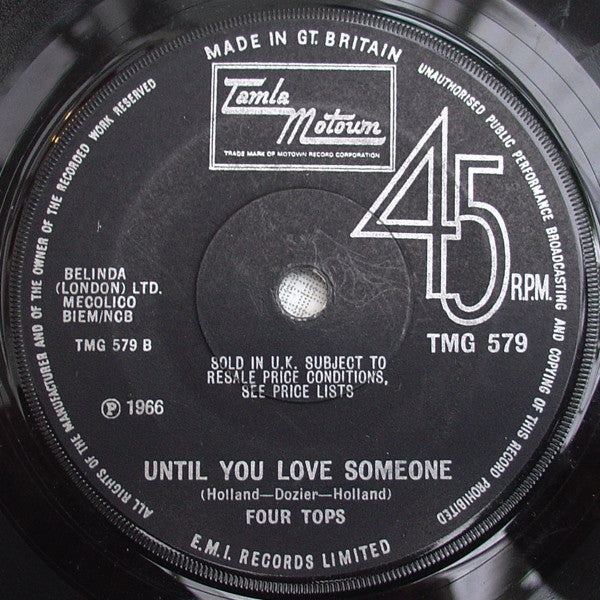 MADE IN GT. BRITAIN
UNAUTHORISED PUBLIC PERFORMANCE BROADCASTING AND COPYING OF THIS RECORD PROHIBITED
ALL RIGHTS OF THE MANUFACTURER AND OF THE OWNER OF THE RECORDED WORK RESERVED
Tamla
Motown
TRADE MARK OF MOTOWN RECORD CORPORATION
45
R.P.M.
BELINDA
(LONDON) LTD.
MECOLICO
BIEM/NCB
TMG 579 B
TMG 579
SOLD IN U.K. SUBJECT TO
RESALE PRICE CONDITIONS,
SEE PRICE LISTS
Ⓟ 1966
UNTIL YOU LOVE SOMEONE
(Holland—Dozier—Holland)
FOUR TOPS
E.M.I. RECORDS LIMITED